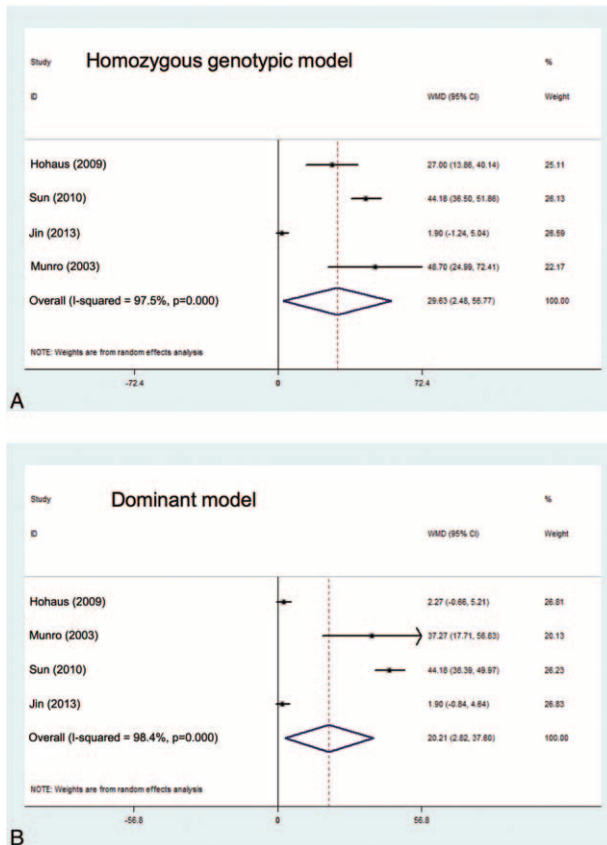 Study Homozygous genotypic model %
ID WMD (95% CI) Weight
Hohaus (2009) 27.00 (13.86, 40.14) 25.11
Sun (2010) 44.18 (36.50, 51.86) 26.13
Jin (2013) 1.90 (-1.24, 5.04) 26.59
Munro (2003) 48.70 (24.99, 72.41) 22.17
Overall (I-squared = 97.5%, p=0.000) 29.63 (2.48, 56.77) 100.00
NOTE: Weights are from random effects analysis
-72.4 0 72.4
A
Study Dominant model %
ID WMD (95% CI) Weight
Hohaus (2009) 2.27 (-0.66, 5.21) 26.81
Munro (2003) 37.27 (17.71, 56.83) 20.13
Sun (2010) 44.18 (38.39, 49.97) 26.23
Jin (2013) 1.90 (-0.84, 4.64) 26.83
Overall (I-squared = 98.4%, p=0.000) 20.21 (2.82, 37.60) 100.00
NOTE: Weights are from random effects analysis
-56.8 0 56.8
B